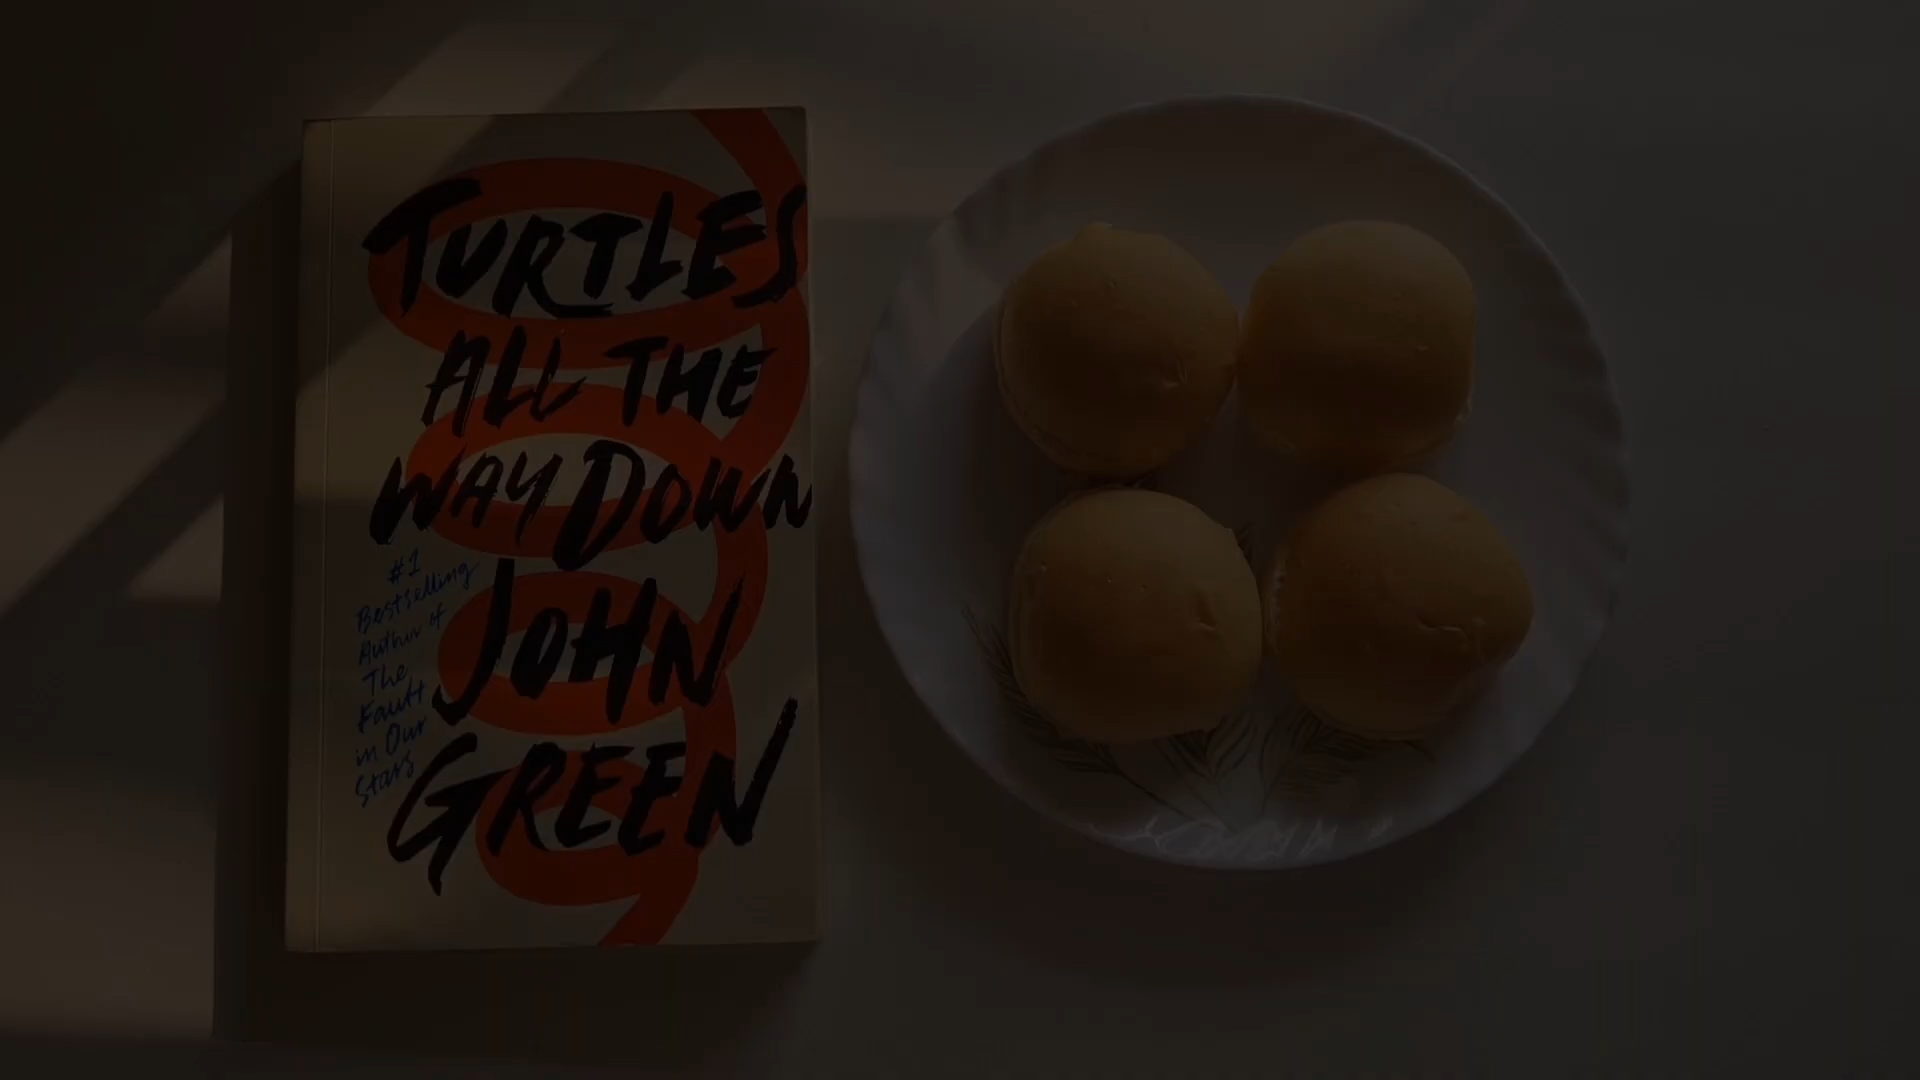 TURTLES
ALL THE
WAY DOWN
#1
Bestselling
Author of
The
Fault
in Our
Stars
JOHN
GREEN